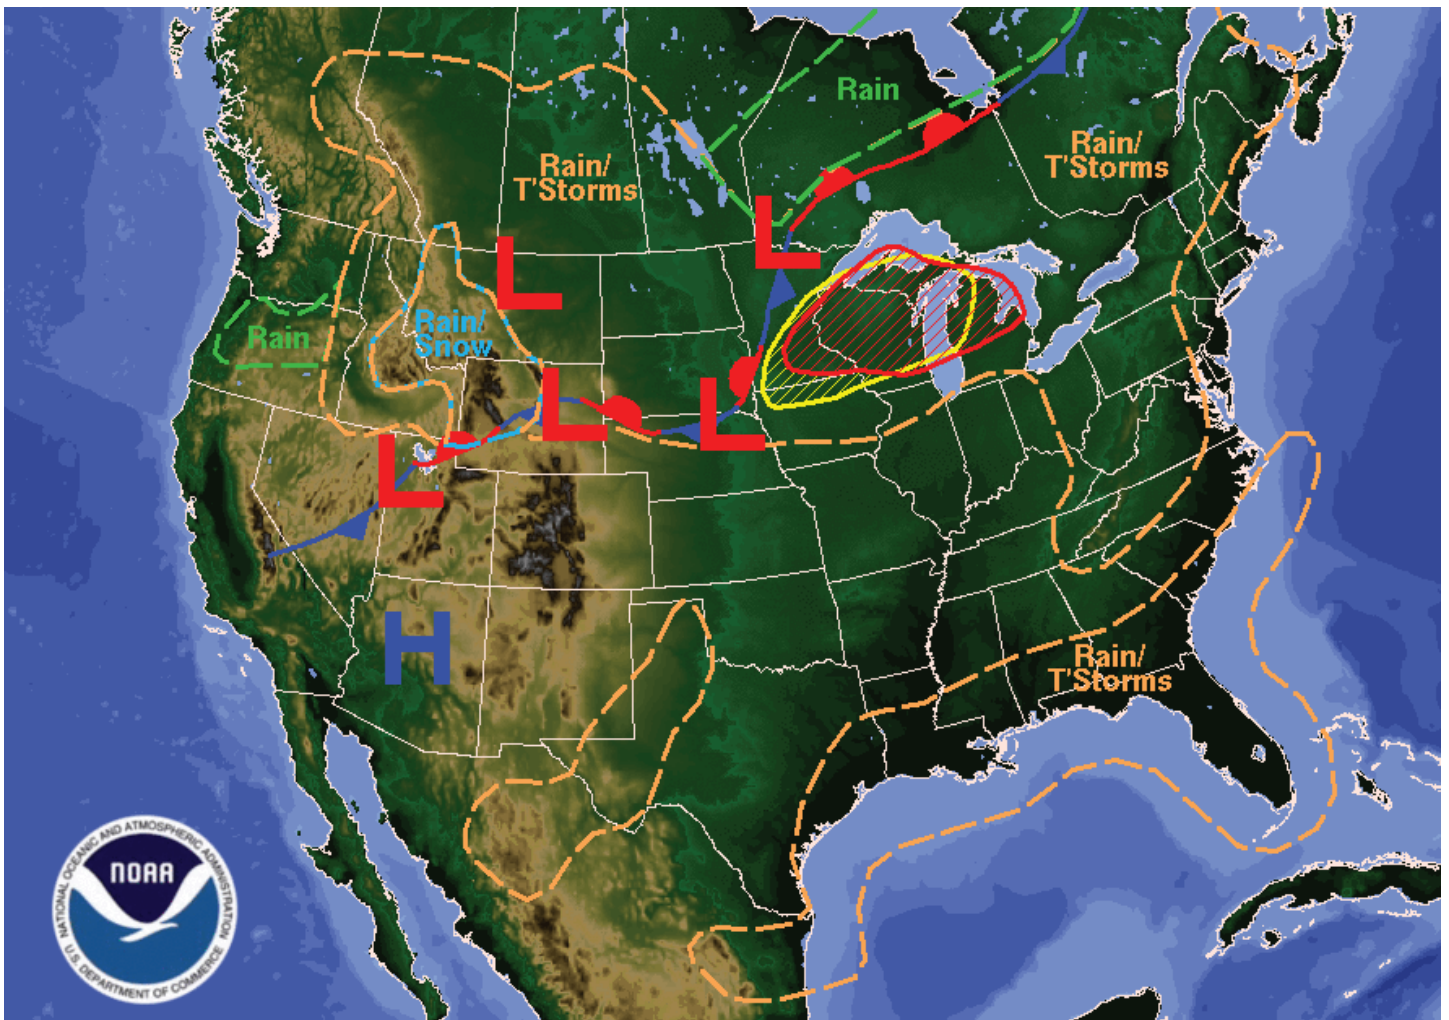 Rain
Rain/
T'Storms
Rain/
T'Storms
L
L
Rain/
Snow
Rain
L
L
L
H
Rain/
T'Storms
NATIONAL OCEANIC AND ATMOSPHERIC ADMINISTRATION
NOAA
U.S. DEPARTMENT OF COMMERCE